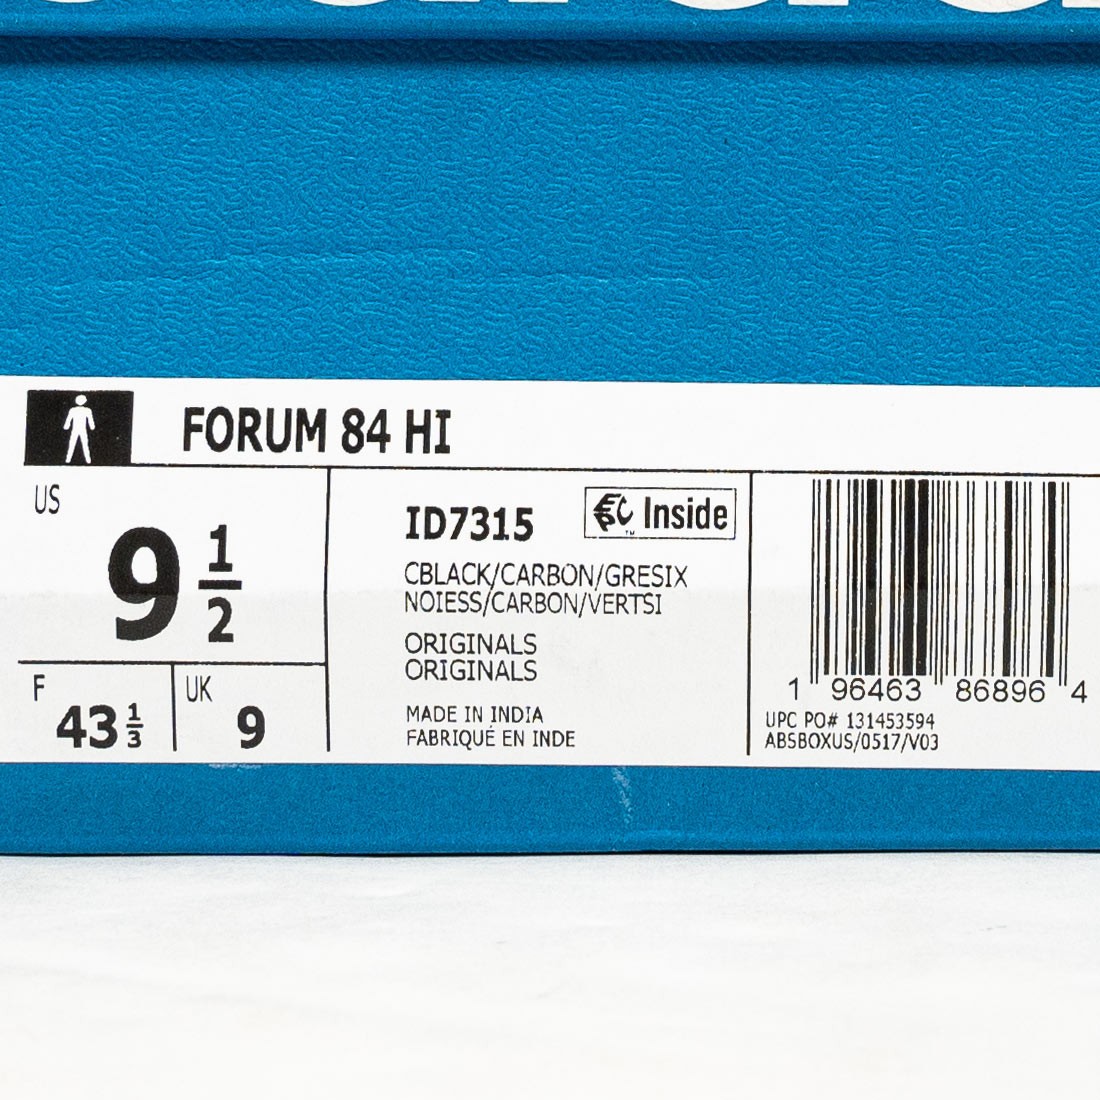 FORUM 84 HI
US
9 1/2
F
43 1/3
UK
9
ID7315
EPC Inside
™
CBLACK/CARBON/GRESIX
NOIESS/CARBON/VERTSI
ORIGINALS
ORIGINALS
MADE IN INDIA
FABRIQUÉ EN INDE
1 96463 86896 4
UPC PO# 131453594
ABSBOXUS/0517/V03